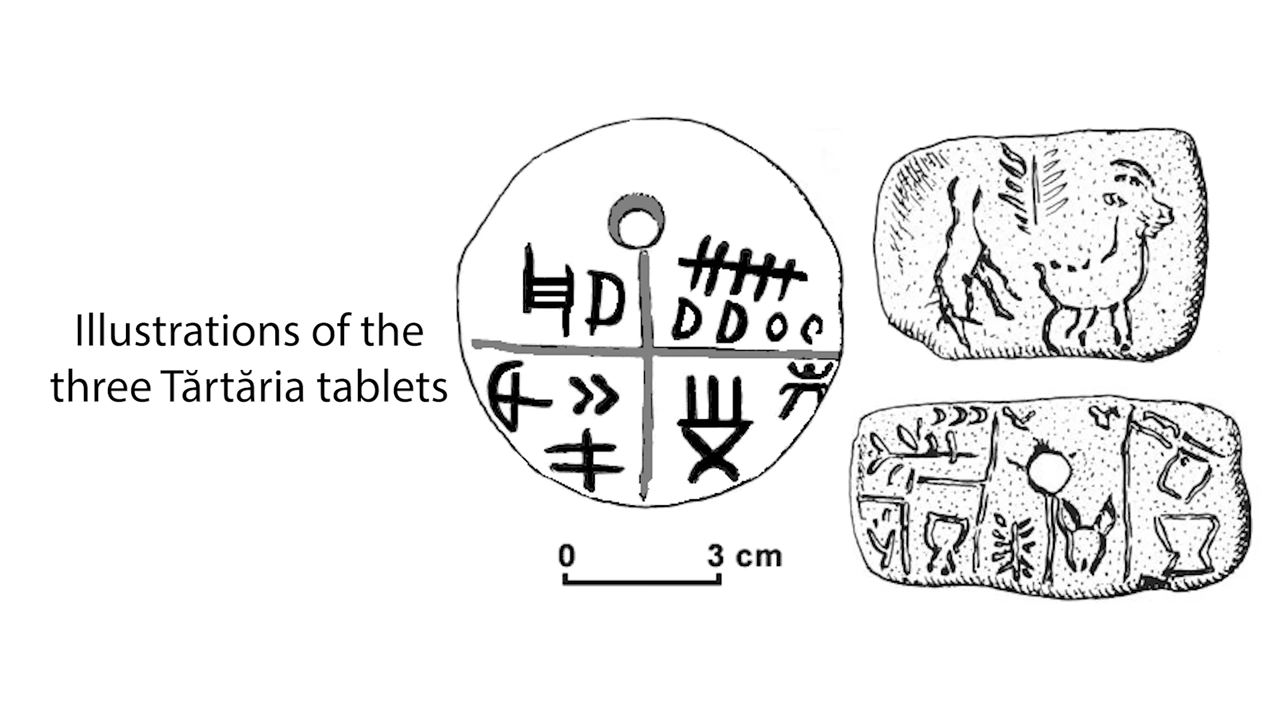 Illustrations of the
three Tărtăria tablets
0 3 cm